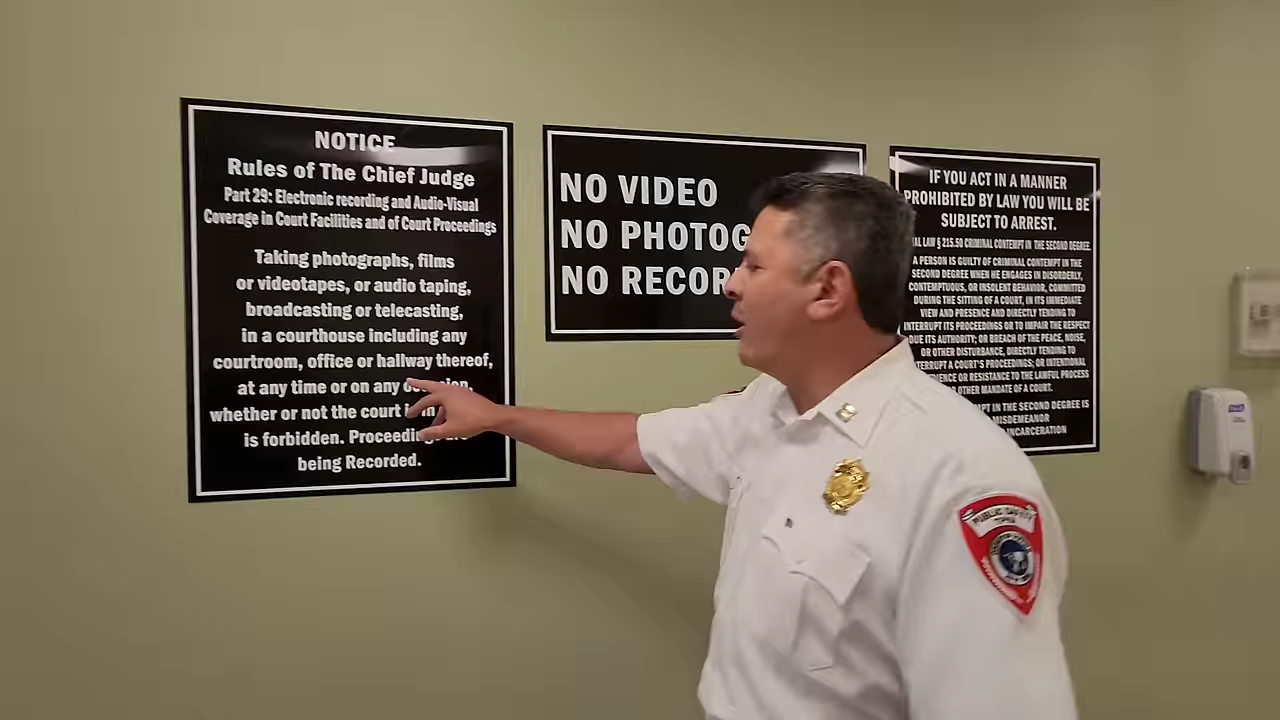 NOTICE
Rules of The Chief Judge
Part 29: Electronic recording and Audio-Visual
Coverage in Court Facilities and of Court Proceedings
Taking photographs, films
or videotapes, or audio taping,
broadcasting or telecasting,
in a courthouse including any
courtroom, office or hallway thereof,
at any time or on any
whether or not the court
is forbidden.
being Recorded.
NO VIDEO
NO PHOTOG
NO RECOR
IF YOU ACT IN A MANNER
PROHIBITED BY LAW YOU WILL BE
SUBJECT TO ARREST.
AL LAW § 215.50 CRIMINAL CONTEMPT IN THE SECOND DEGREE
A PERSON IS GUILTY OF CRIMINAL CONTEMPT IN THE
SECOND DEGREE WHEN HE ENGAGES IN DISORDERLY,
CONTEMPTUOUS, OR INSOLENT BEHAVIOR, COMMITTED
DURING THE SITTING OF A COURT, IN ITS IMMEDIATE
VIEW AND PRESENCE AND DIRECTLY TENDING TO
INTERRUPT ITS PROCEEDINGS OR TO IMPAIR THE RESPECT
DUE ITS AUTHORITY; OR BREACH OF THE PEACE, NOISE,
OR OTHER DISTURBANCE, DIRECTLY TENDING TO
TERRUPT A COURT'S PROCEEDINGS; OR INTENTIONAL
DIENCE OR RESISTANCE TO THE LAWFUL PROCESS
OTHER MANDATE OF A COURT.
PT IN THE SECOND DEGREE IS
MISDEMEANOR
INCARCERATION
PUBLIC SAFETY